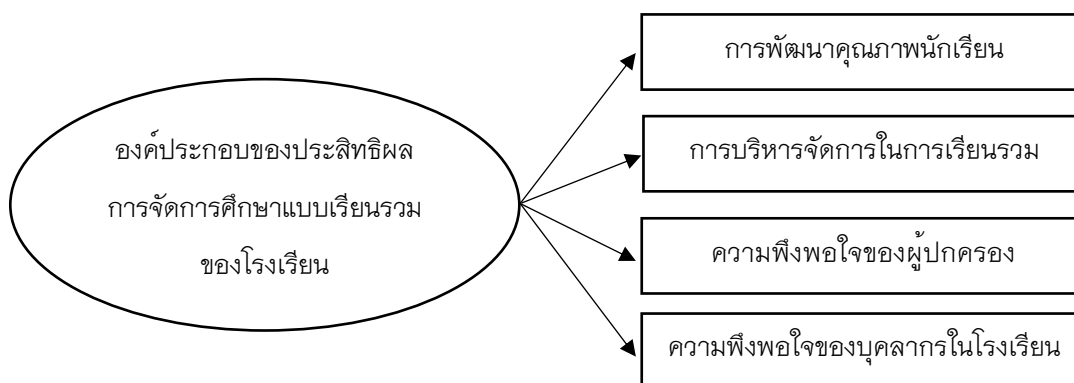 องค์ประกอบของประสิทธิผล
การจัดการศึกษาแบบเรียนรวม
ของโรงเรียน
การพัฒนาคุณภาพนักเรียน
การบริหารจัดการในการเรียนรวม
ความพึงพอใจของผู้ปกครอง
ความพึงพอใจของบุคลากรในโรงเรียน